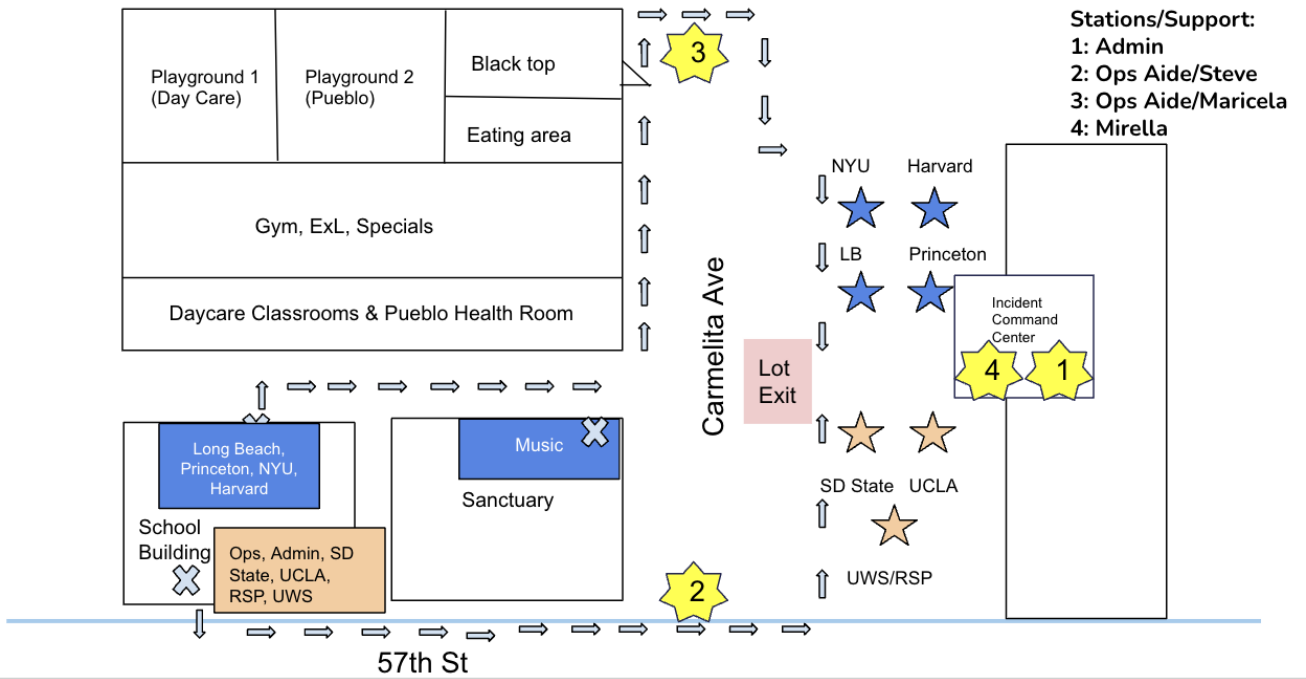 Stations/Support:
1: Admin
2: Ops Aide/Steve
3: Ops Aide/Maricela
4: Mirella
Playground 1
(Day Care)
Playground 2
(Pueblo)
Black top
3
Eating area
NYU
Harvard
Gym, ExL, Specials
LB
Princeton
Carmelita Ave
Incident
Command
Center
4
1
Daycare Classrooms & Pueblo Health Room
Lot
Exit
Long Beach,
Princeton, NYU,
Harvard
Music
Sanctuary
SD State
UCLA
School
Building
Ops, Admin, SD
State, UCLA,
RSP, UWS
2
UWS/RSP
57th St